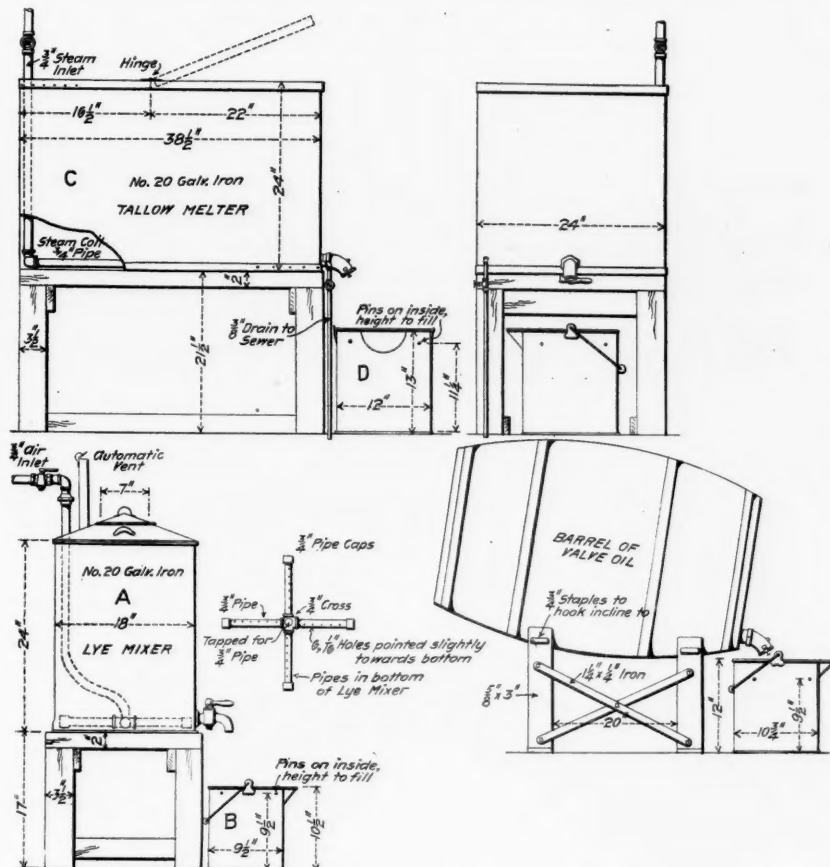 3/4" Steam
Inlet
Hinge
16 1/2"
22"
38 1/2"
C
No. 20 Galv. Iron
TALLOW MELTER
24"
Steam Coil
3/4" Pipe
2"
3 1/2"
21 1/2"
Drain to
Sewer
Pins on inside,
height to fill
D
12"
13"
11 1/4"
24"
3/4" Air
Inlet
Automatic
Vent
7"
No. 20 Galv. Iron
A
18"
LYE MIXER
24"
2"
3 1/2"
17"
3/4" Pipe Caps
3/4" Pipe
3/4" Cross
Tapped for
3/4" Pipe
6, 1/16" Holes pointed slightly
towards bottom
Pipes in bottom
of Lye Mixer
Pins on inside,
height to fill
B
9 1/2"
9 1/2"
10 1/2"
BARREL OF
VALVE OIL
Staples to
hook incline to
1 1/4" x 1/4" Iron
x 3"
20"
12"
10 3/4"
9 1/2"